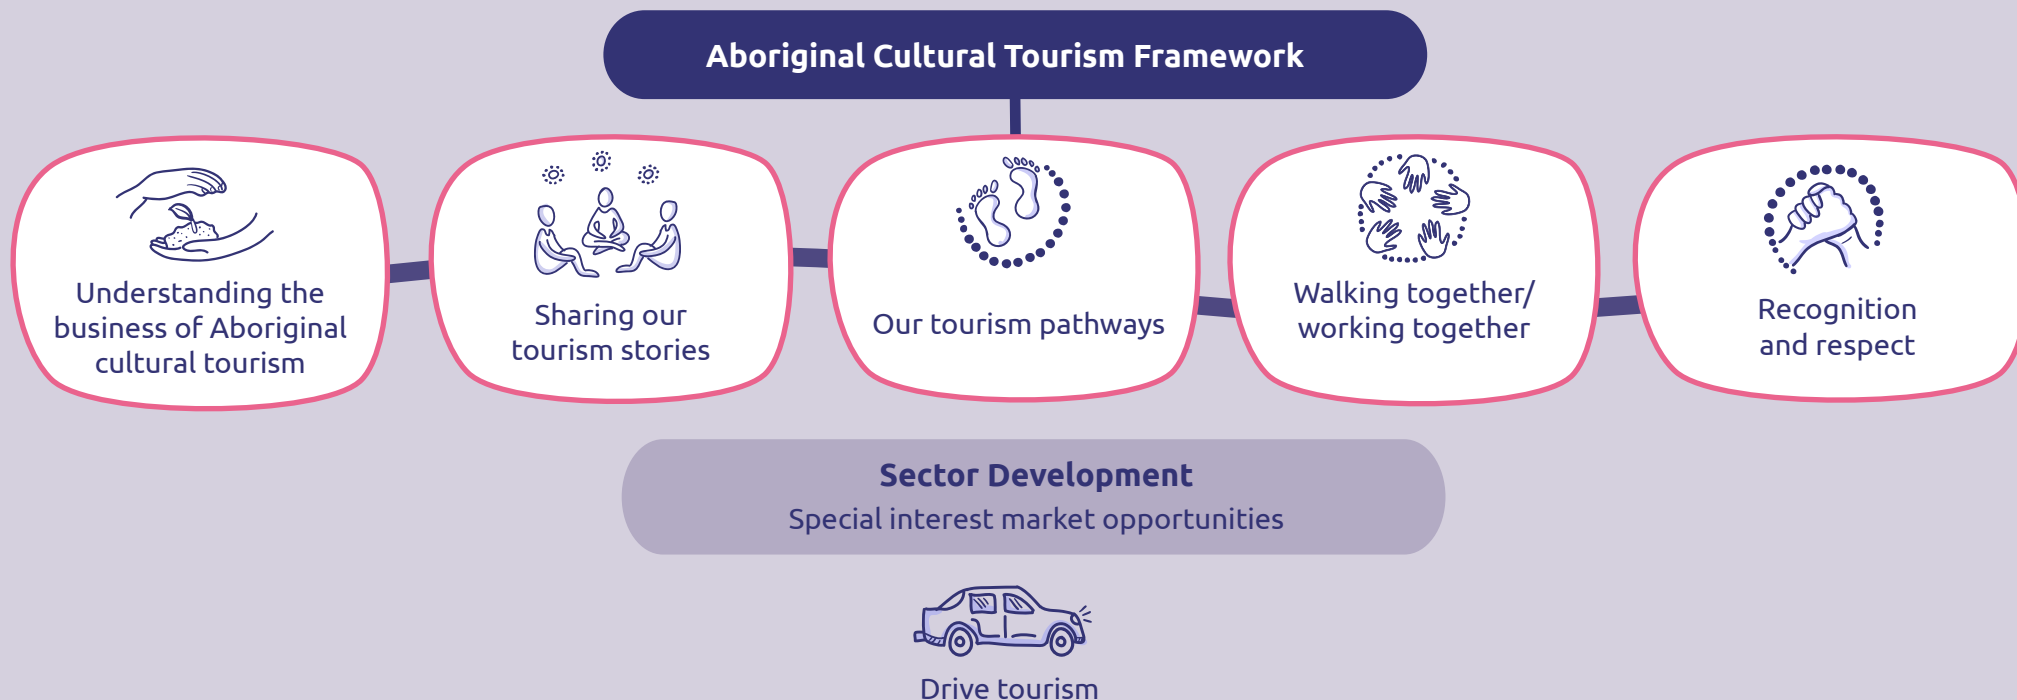 Aboriginal Cultural Tourism Framework
Understanding the
business of Aboriginal
cultural tourism
Sharing our
tourism stories
Our tourism pathways
Walking together/
working together
Recognition
and respect
Sector Development
Special interest market opportunities
Drive tourism